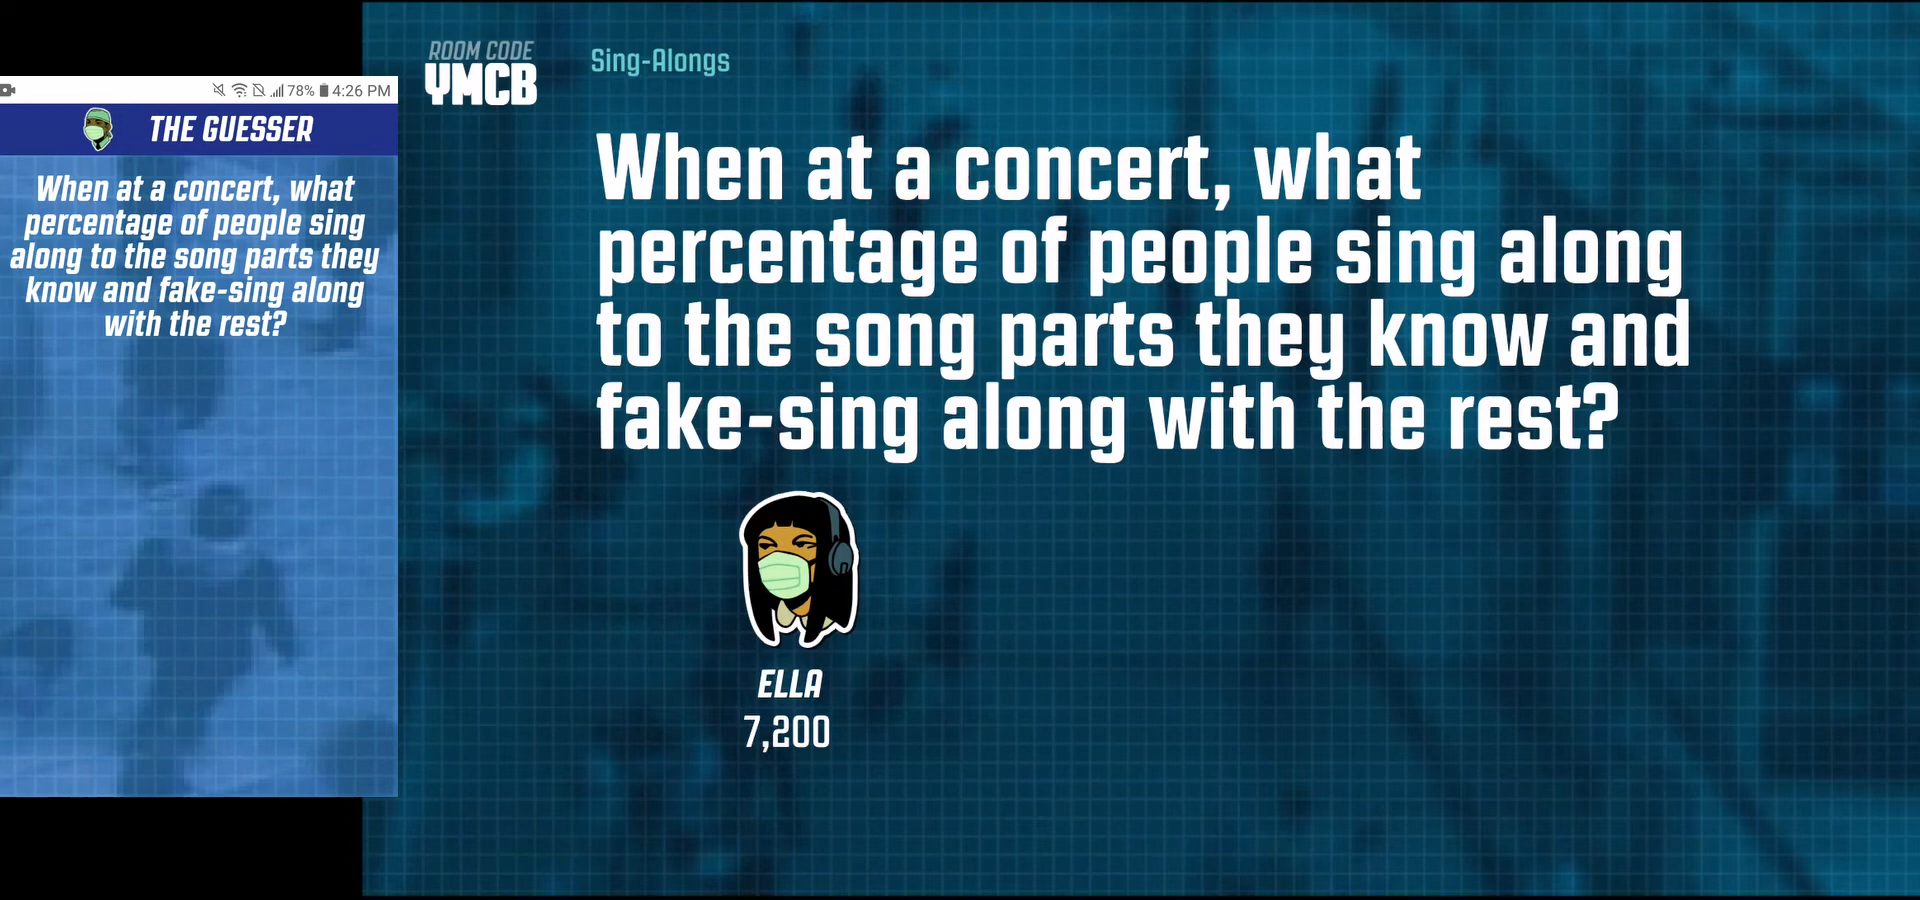 78% 4:26 PM
THE GUESSER
When at a concert, what
percentage of people sing
along to the song parts they
know and fake-sing along
with the rest?
ROOM CODE
YMCB
Sing-Alongs
When at a concert, what
percentage of people sing along
to the song parts they know and
fake-sing along with the rest?
ELLA
7,200